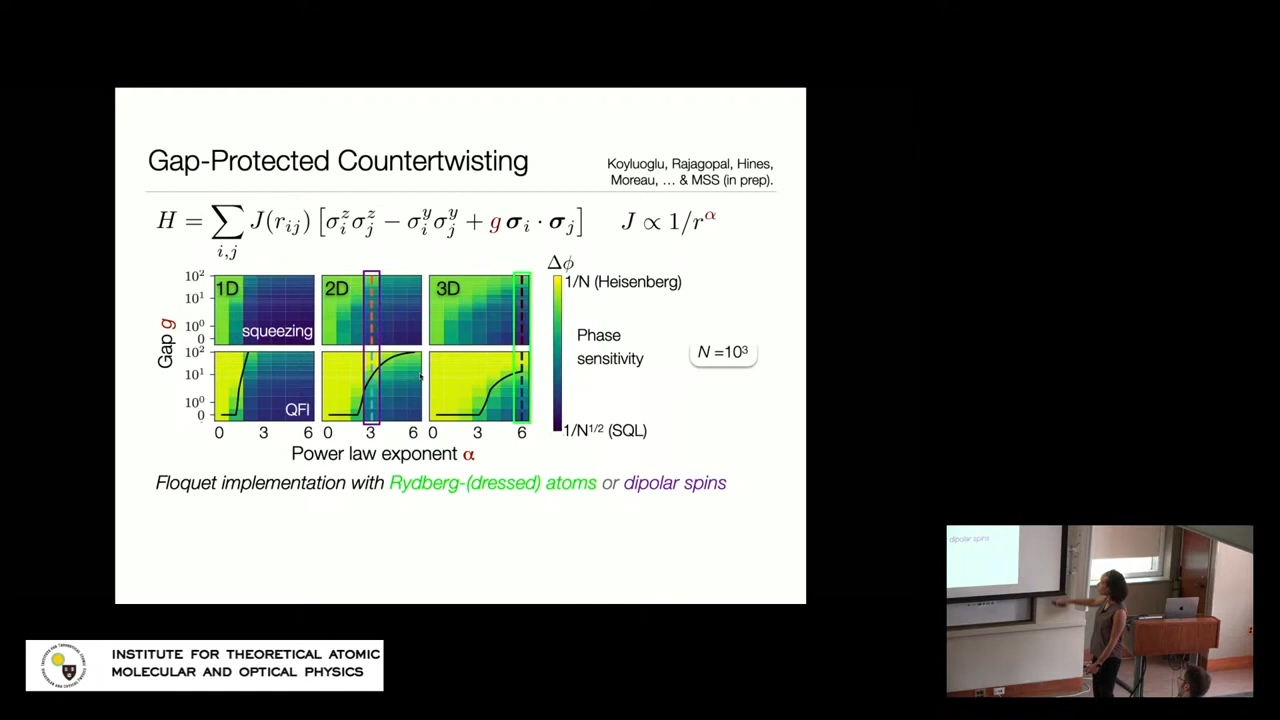 Gap-Protected Countertwisting
Koyluoglu, Rajagopal, Hines,
Moreau, … & MSS (in prep).
H = ∑ i,j J(r_ij) [σ_i^z σ_j^z − σ_i^y σ_j^y + g σ_i · σ_j]
J ∝ 1/r^α
Gap g
10² 10¹ 10⁰ 0
1D
squeezing
2D
3D
10² 10¹ 10⁰ 0
QFI
0 3 6 0 3 6 0 3 6
Power law exponent α
Δϕ
1/N (Heisenberg)
Phase
sensitivity
1/N^1/2 (SQL)
N =10³
Floquet implementation with Rydberg-(dressed) atoms or dipolar spins
dipolar spins
INSTITUTE FOR THEORETICAL ATOMIC
MOLECULAR AND OPTICAL PHYSICS